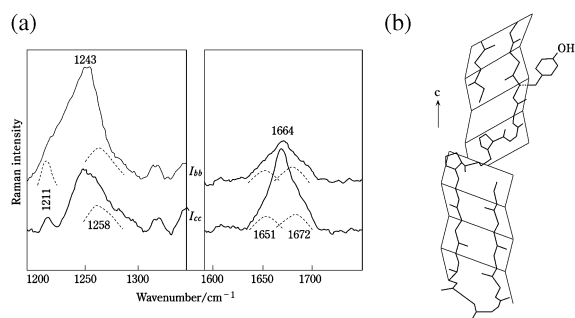 (a)
(b)
1243
1664
1211
1258
1651
1672
I_bb
I_cc
Raman intensity
1200 1250 1300 1600 1650 1700
Wavenumber/cm⁻¹
c
OH